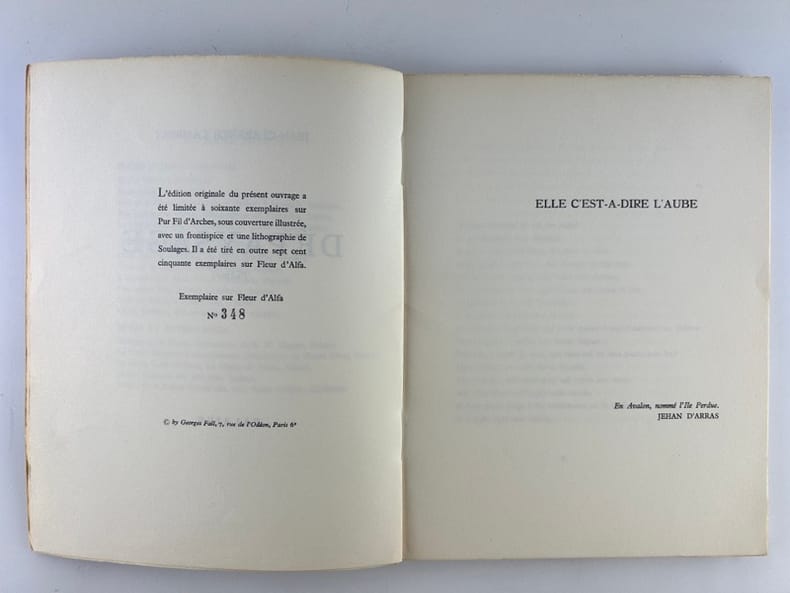 L'édition originale du présent ouvrage a
été limitée à soixante exemplaires sur
Pur Fil d'Arches, sous couverture illustrée,
avec un frontispice et une lithographie de
Soulages. Il a été tiré en outre sept cent
cinquante exemplaires sur Fleur d'Alfa.
Exemplaire sur Fleur d'Alfa
No 348
© by Georges Fall, 7, rue de l'Odéon, Paris 6e
ELLE C'EST-A-DIRE L'AUBE
En Avalon, nommé l'Ile Perdue.
JEHAN D'ARRAS